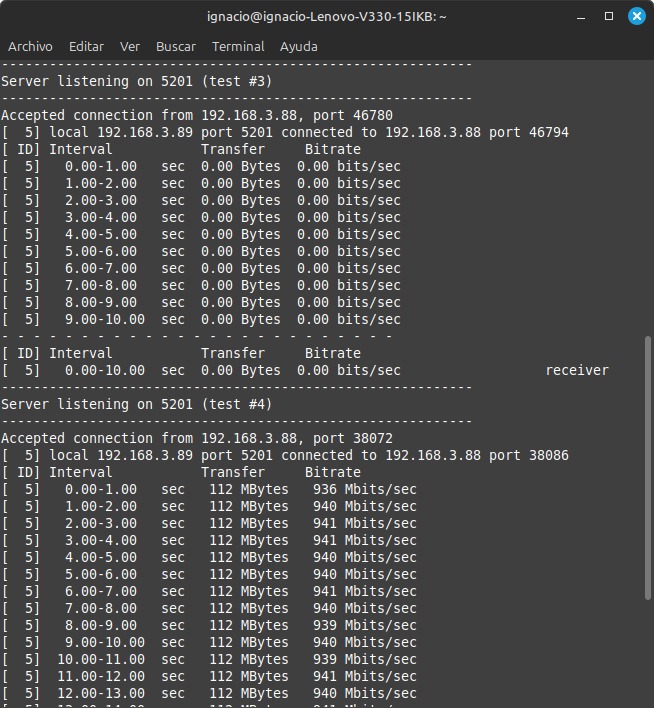 ignacio@ignacio-Lenovo-V330-15IKB: ~
Archivo Editar Ver Buscar Terminal Ayuda
-----------------------------------------------------------
Server listening on 5201 (test #3)
-----------------------------------------------------------
Accepted connection from 192.168.3.88, port 46780
[  5] local 192.168.3.89 port 5201 connected to 192.168.3.88 port 46794
[ ID] Interval           Transfer     Bitrate
[  5]   0.00-1.00   sec  0.00 Bytes  0.00 bits/sec
[  5]   1.00-2.00   sec  0.00 Bytes  0.00 bits/sec
[  5]   2.00-3.00   sec  0.00 Bytes  0.00 bits/sec
[  5]   3.00-4.00   sec  0.00 Bytes  0.00 bits/sec
[  5]   4.00-5.00   sec  0.00 Bytes  0.00 bits/sec
[  5]   5.00-6.00   sec  0.00 Bytes  0.00 bits/sec
[  5]   6.00-7.00   sec  0.00 Bytes  0.00 bits/sec
[  5]   7.00-8.00   sec  0.00 Bytes  0.00 bits/sec
[  5]   8.00-9.00   sec  0.00 Bytes  0.00 bits/sec
[  5]   9.00-10.00  sec  0.00 Bytes  0.00 bits/sec
- - - - - - - - - - - - - - - - - - - - - - - - -
[ ID] Interval           Transfer     Bitrate
[  5]   0.00-10.00  sec  0.00 Bytes  0.00 bits/sec                  receiver
-----------------------------------------------------------
Server listening on 5201 (test #4)
-----------------------------------------------------------
Accepted connection from 192.168.3.88, port 38072
[  5] local 192.168.3.89 port 5201 connected to 192.168.3.88 port 38086
[ ID] Interval           Transfer     Bitrate
[  5]   0.00-1.00   sec   112 MBytes   936 Mbits/sec
[  5]   1.00-2.00   sec   112 MBytes   940 Mbits/sec
[  5]   2.00-3.00   sec   112 MBytes   941 Mbits/sec
[  5]   3.00-4.00   sec   112 MBytes   941 Mbits/sec
[  5]   4.00-5.00   sec   112 MBytes   940 Mbits/sec
[  5]   5.00-6.00   sec   112 MBytes   940 Mbits/sec
[  5]   6.00-7.00   sec   112 MBytes   941 Mbits/sec
[  5]   7.00-8.00   sec   112 MBytes   940 Mbits/sec
[  5]   8.00-9.00   sec   112 MBytes   939 Mbits/sec
[  5]   9.00-10.00  sec   112 MBytes   940 Mbits/sec
[  5]  10.00-11.00  sec   112 MBytes   939 Mbits/sec
[  5]  11.00-12.00  sec   112 MBytes   941 Mbits/sec
[  5]  12.00-13.00  sec   112 MBytes   940 Mbits/sec